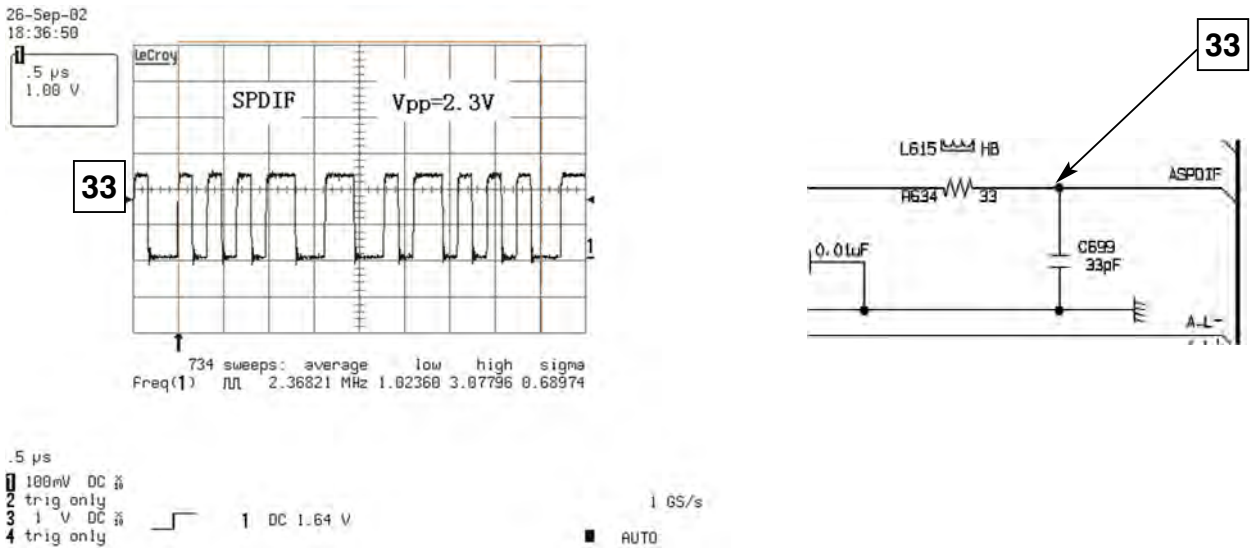 26-Sep-02
18:36:50
1
.5 µs
1.00 V
LeCroy
SPDIF Vpp=2.3V
33
1
734 sweeps: average low high sigma
Freq(1) 2.36821 MHz 1.02360 3.07796 0.68974
.5 µs
1 100mV DC
2 trig only
3 1 V DC
4 trig only
1 DC 1.64 V
1 GS/s
AUTO
33
L615 HB
ASPDIF
R634 33
0.01uF
C699
33pF
A-L-